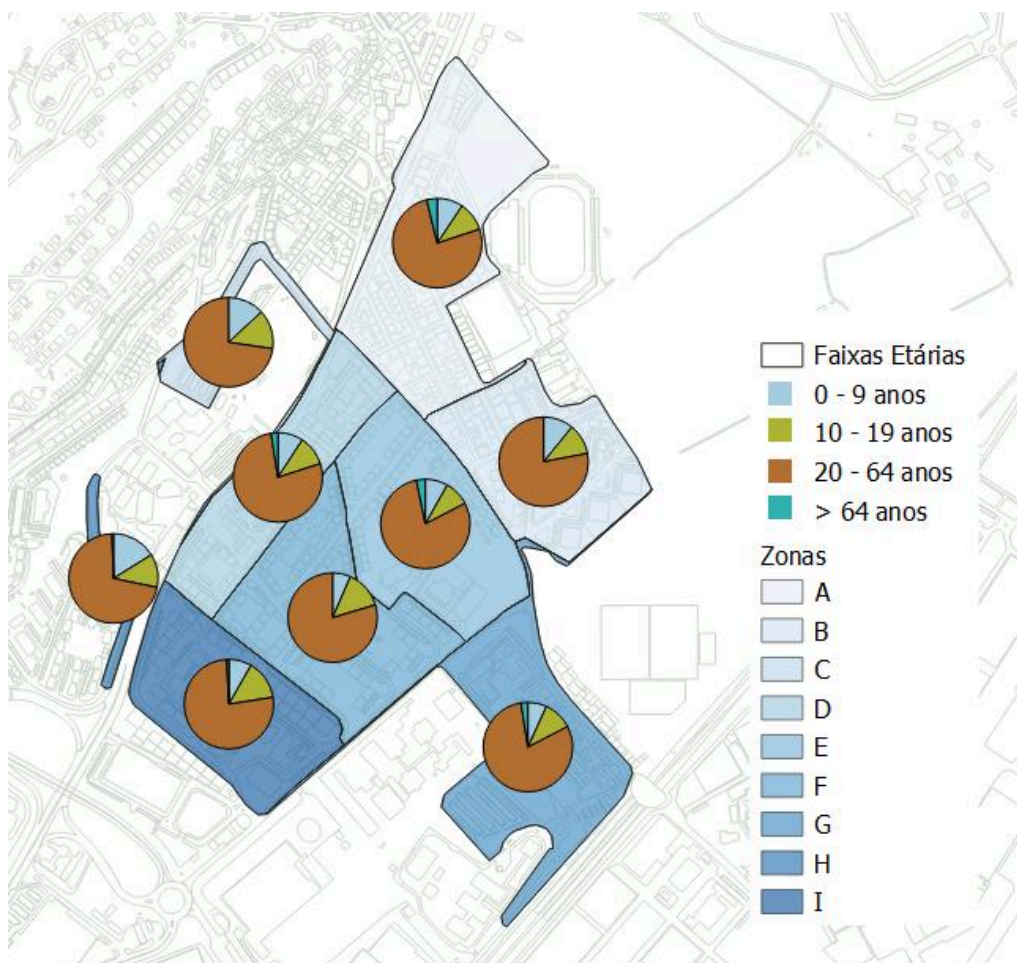 Faixas Etárias
0 - 9 anos
10 - 19 anos
20 - 64 anos
> 64 anos
Zonas
A
B
C
D
E
F
G
H
I